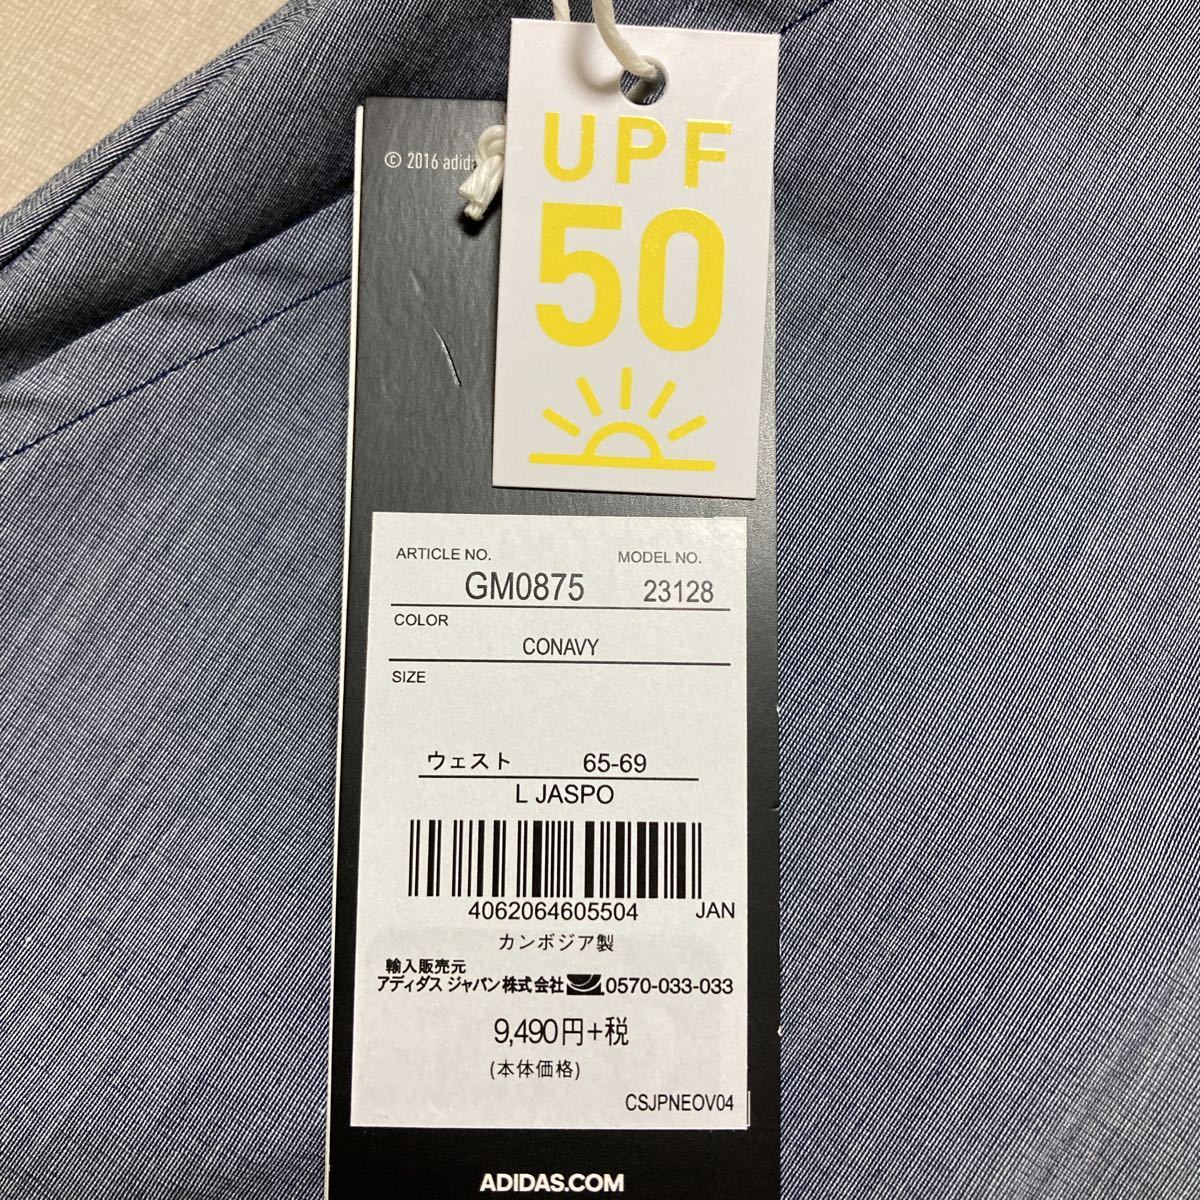 © 2016 adida
UPF
50
ARTICLE NO.
MODEL NO.
GM0875
23128
COLOR
CONAVY
SIZE
ウェスト 65-69
L JASPO
4062064605504 JAN
カンボジア製
輸入販売元
アディダス ジャパン株式会社 0570-033-033
9,490円+税
(本体価格)
CSJPNEOV04
ADIDAS.COM